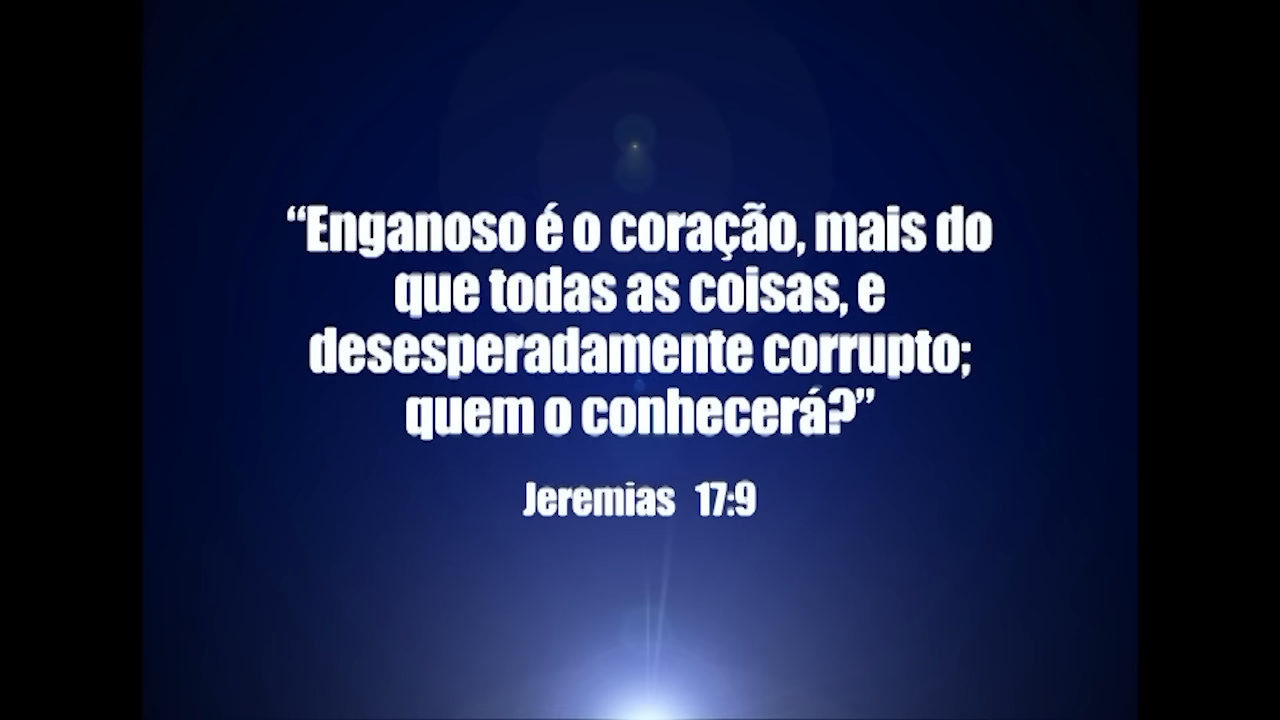 “Enganoso é o coração, mais do
que todas as coisas, e
desesperadamente corrupto;
quem o conhecerá?”
Jeremias 17:9